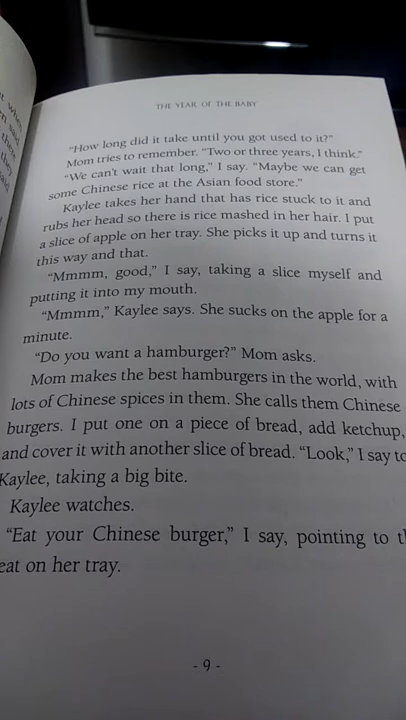 THE YEAR OF THE BABY
"How long did it take until you got used to it?"
Mom tries to remember. "Two or three years, I think."
"We can't wait that long," I say. "Maybe we can get
some Chinese rice at the Asian food store."
Kaylee takes her hand that has rice stuck to it and
rubs her head so there is rice mashed in her hair. I put
a slice of apple on her tray. She picks it up and turns it
this way and that.
"Mmmm, good," I say, taking a slice myself and
putting it into my mouth.
"Mmmm," Kaylee says. She sucks on the apple for a
minute.
"Do you want a hamburger?" Mom asks.
Mom makes the best hamburgers in the world, with
lots of Chinese spices in them. She calls them Chinese
burgers. I put one on a piece of bread, add ketchup,
and cover it with another slice of bread. "Look," I say to
Kaylee, taking a big bite.
Kaylee watches.
"Eat your Chinese burger," I say, pointing to th
eat on her tray.
- 9 -